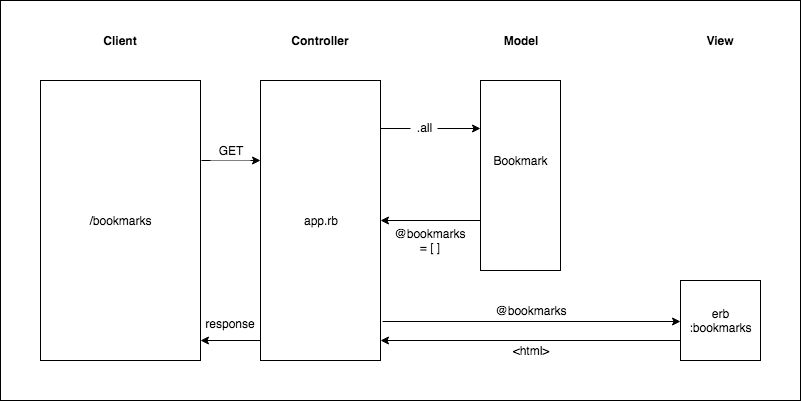 Client
Controller
Model
View
.all
GET
Bookmark
/bookmarks
app.rb
@bookmarks
= [ ]
@bookmarks
erb
:bookmarks
response
<html>